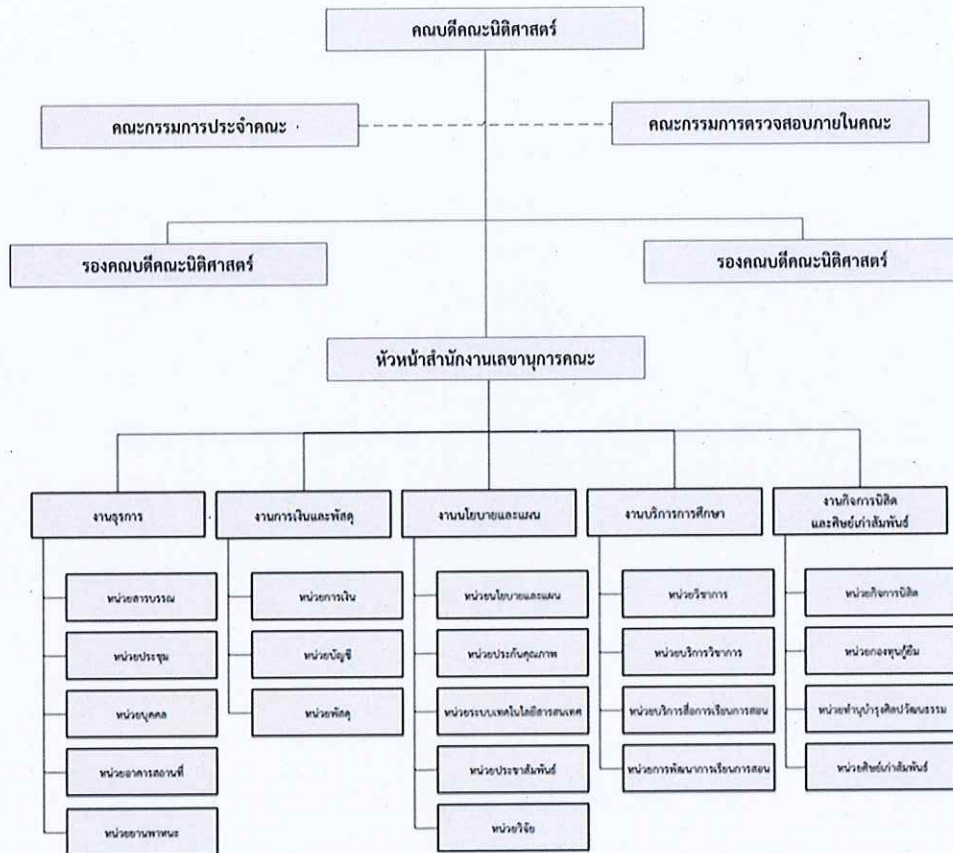 คณบดีคณะนิติศาสตร์
คณะกรรมการประจำคณะ
คณะกรรมการตรวจสอบภายในคณะ
รองคณบดีคณะนิติศาสตร์
รองคณบดีคณะนิติศาสตร์
หัวหน้าสำนักงานเลขานุการคณะ
งานธุรการ
งานการเงินและพัสดุ
งานนโยบายและแผน
งานบริการการศึกษา
งานกิจการนิสิต
และศิษย์เก่าสัมพันธ์
หน่วยสารบรรณ
หน่วยประชุม
หน่วยบุคคล
หน่วยอาคารสถานที่
หน่วยยานพาหนะ
หน่วยการเงิน
หน่วยบัญชี
หน่วยพัสดุ
หน่วยนโยบายและแผน
หน่วยประกันคุณภาพ
หน่วยระบบเทคโนโลยีสารสนเทศ
หน่วยประชาสัมพันธ์
หน่วยวิจัย
หน่วยวิชาการ
หน่วยบริการวิชาการ
หน่วยบริการสื่อการเรียนการสอน
หน่วยการพัฒนาการเรียนการสอน
หน่วยกิจการนิสิต
หน่วยกองทุนกู้ยืม
หน่วยทำนุบำรุงศิลปวัฒนธรรม
หน่วยศิษย์เก่าสัมพันธ์